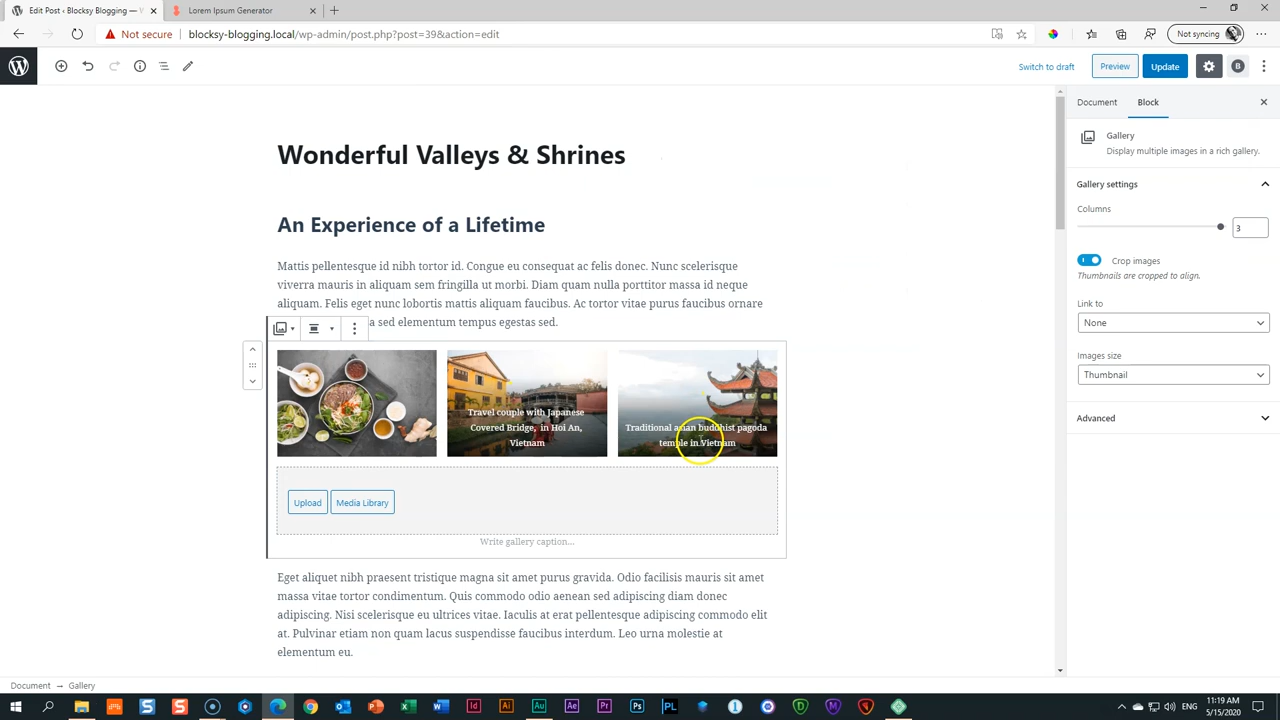 Edit Post ‹ Blocksy Blogging — W
Lorem Ipsum Generator
Not secure
blocksy-blogging.local/wp-admin/post.php?post=39&action=edit
Not syncing
Switch to draft
Preview
Update
B
Document
Block
Gallery
Display multiple images in a rich gallery.
Gallery settings
Columns
3
Crop images
Thumbnails are cropped to align.
Link to
None
Images size
Thumbnail
Advanced
Wonderful Valleys & Shrines
An Experience of a Lifetime
Mattis pellentesque id nibh tortor id. Congue eu consequat ac felis donec. Nunc scelerisque
viverra mauris in aliquam sem fringilla ut morbi. Diam quam nulla porttitor massa id neque
aliquam. Felis eget nunc lobortis mattis aliquam faucibus. Ac tortor vitae purus faucibus ornare
a sed elementum tempus egestas sed.
Travel couple with Japanese
Covered Bridge, in Hoi An,
Vietnam
Traditional asian buddhist pagoda
temple in Vietnam
Upload
Media Library
Write gallery caption...
Eget aliquet nibh praesent tristique magna sit amet purus gravida. Odio facilisis mauris sit amet
massa vitae tortor condimentum. Quis commodo odio aenean sed adipiscing diam donec
adipiscing. Nisi scelerisque eu ultrices vitae. Iaculis at erat pellentesque adipiscing commodo elit
at. Pulvinar etiam non quam lacus suspendisse faucibus interdum. Leo urna molestie at
elementum eu.
Document → Gallery
ENG
11:19 AM
5/15/2020